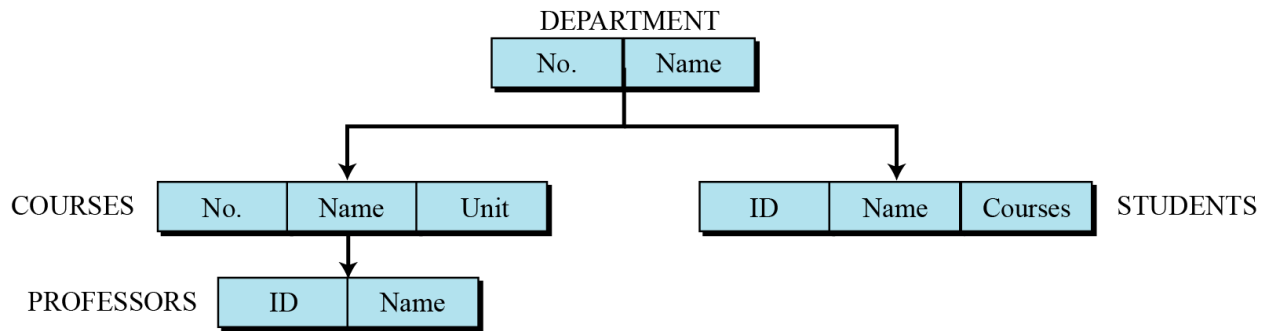 DEPARTMENT
No. Name
COURSES No. Name Unit
ID Name Courses STUDENTS
PROFESSORS ID Name